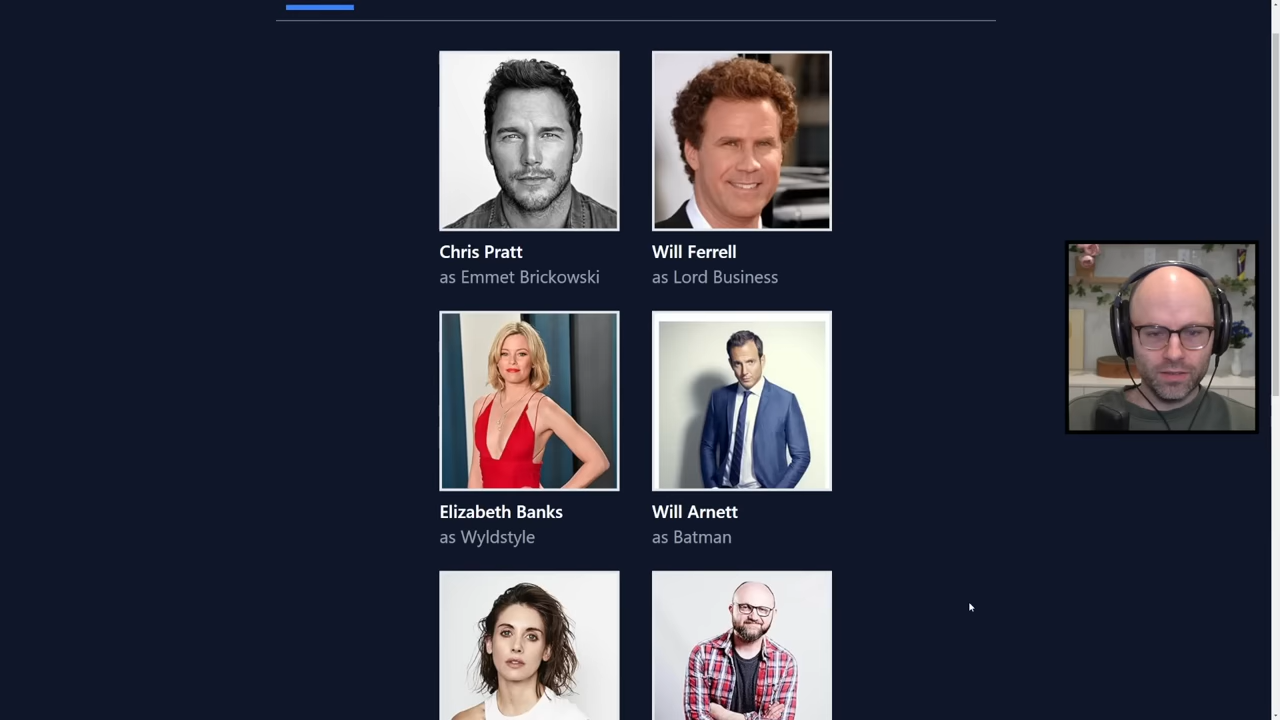 Chris Pratt
as Emmet Brickowski
Will Ferrell
as Lord Business
Elizabeth Banks
as Wyldstyle
Will Arnett
as Batman